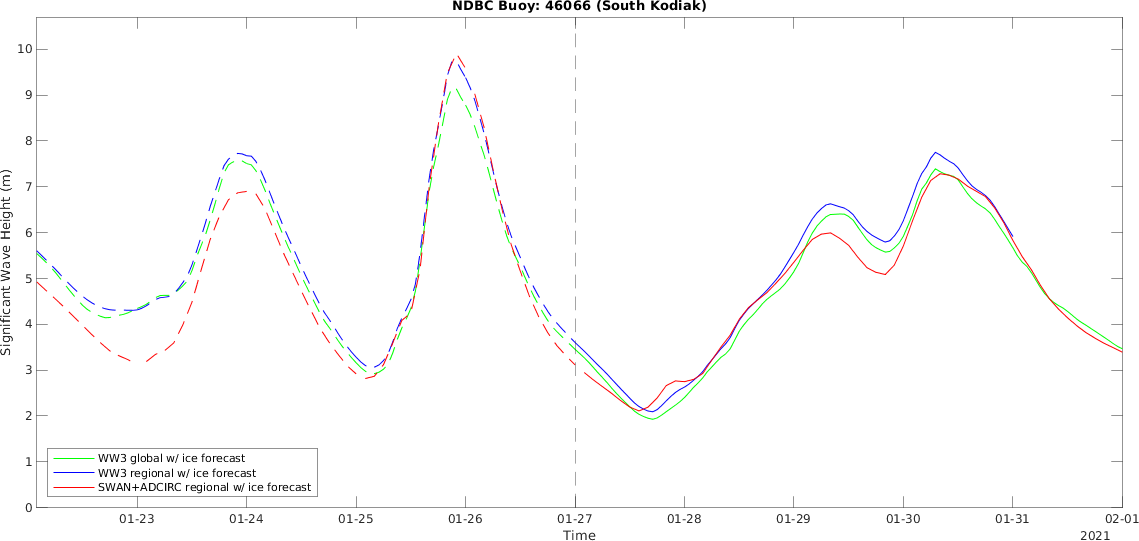 NDBC Buoy: 46066 (South Kodiak)
Significant Wave Height (m)
10
9
8
7
6
5
4
3
2
1
0
WW3 global w/ ice forecast
WW3 regional w/ ice forecast
SWAN+ADCIRC regional w/ ice forecast
01-23 01-24 01-25 01-26 01-27 01-28 01-29 01-30 01-31 02-01
Time
2021